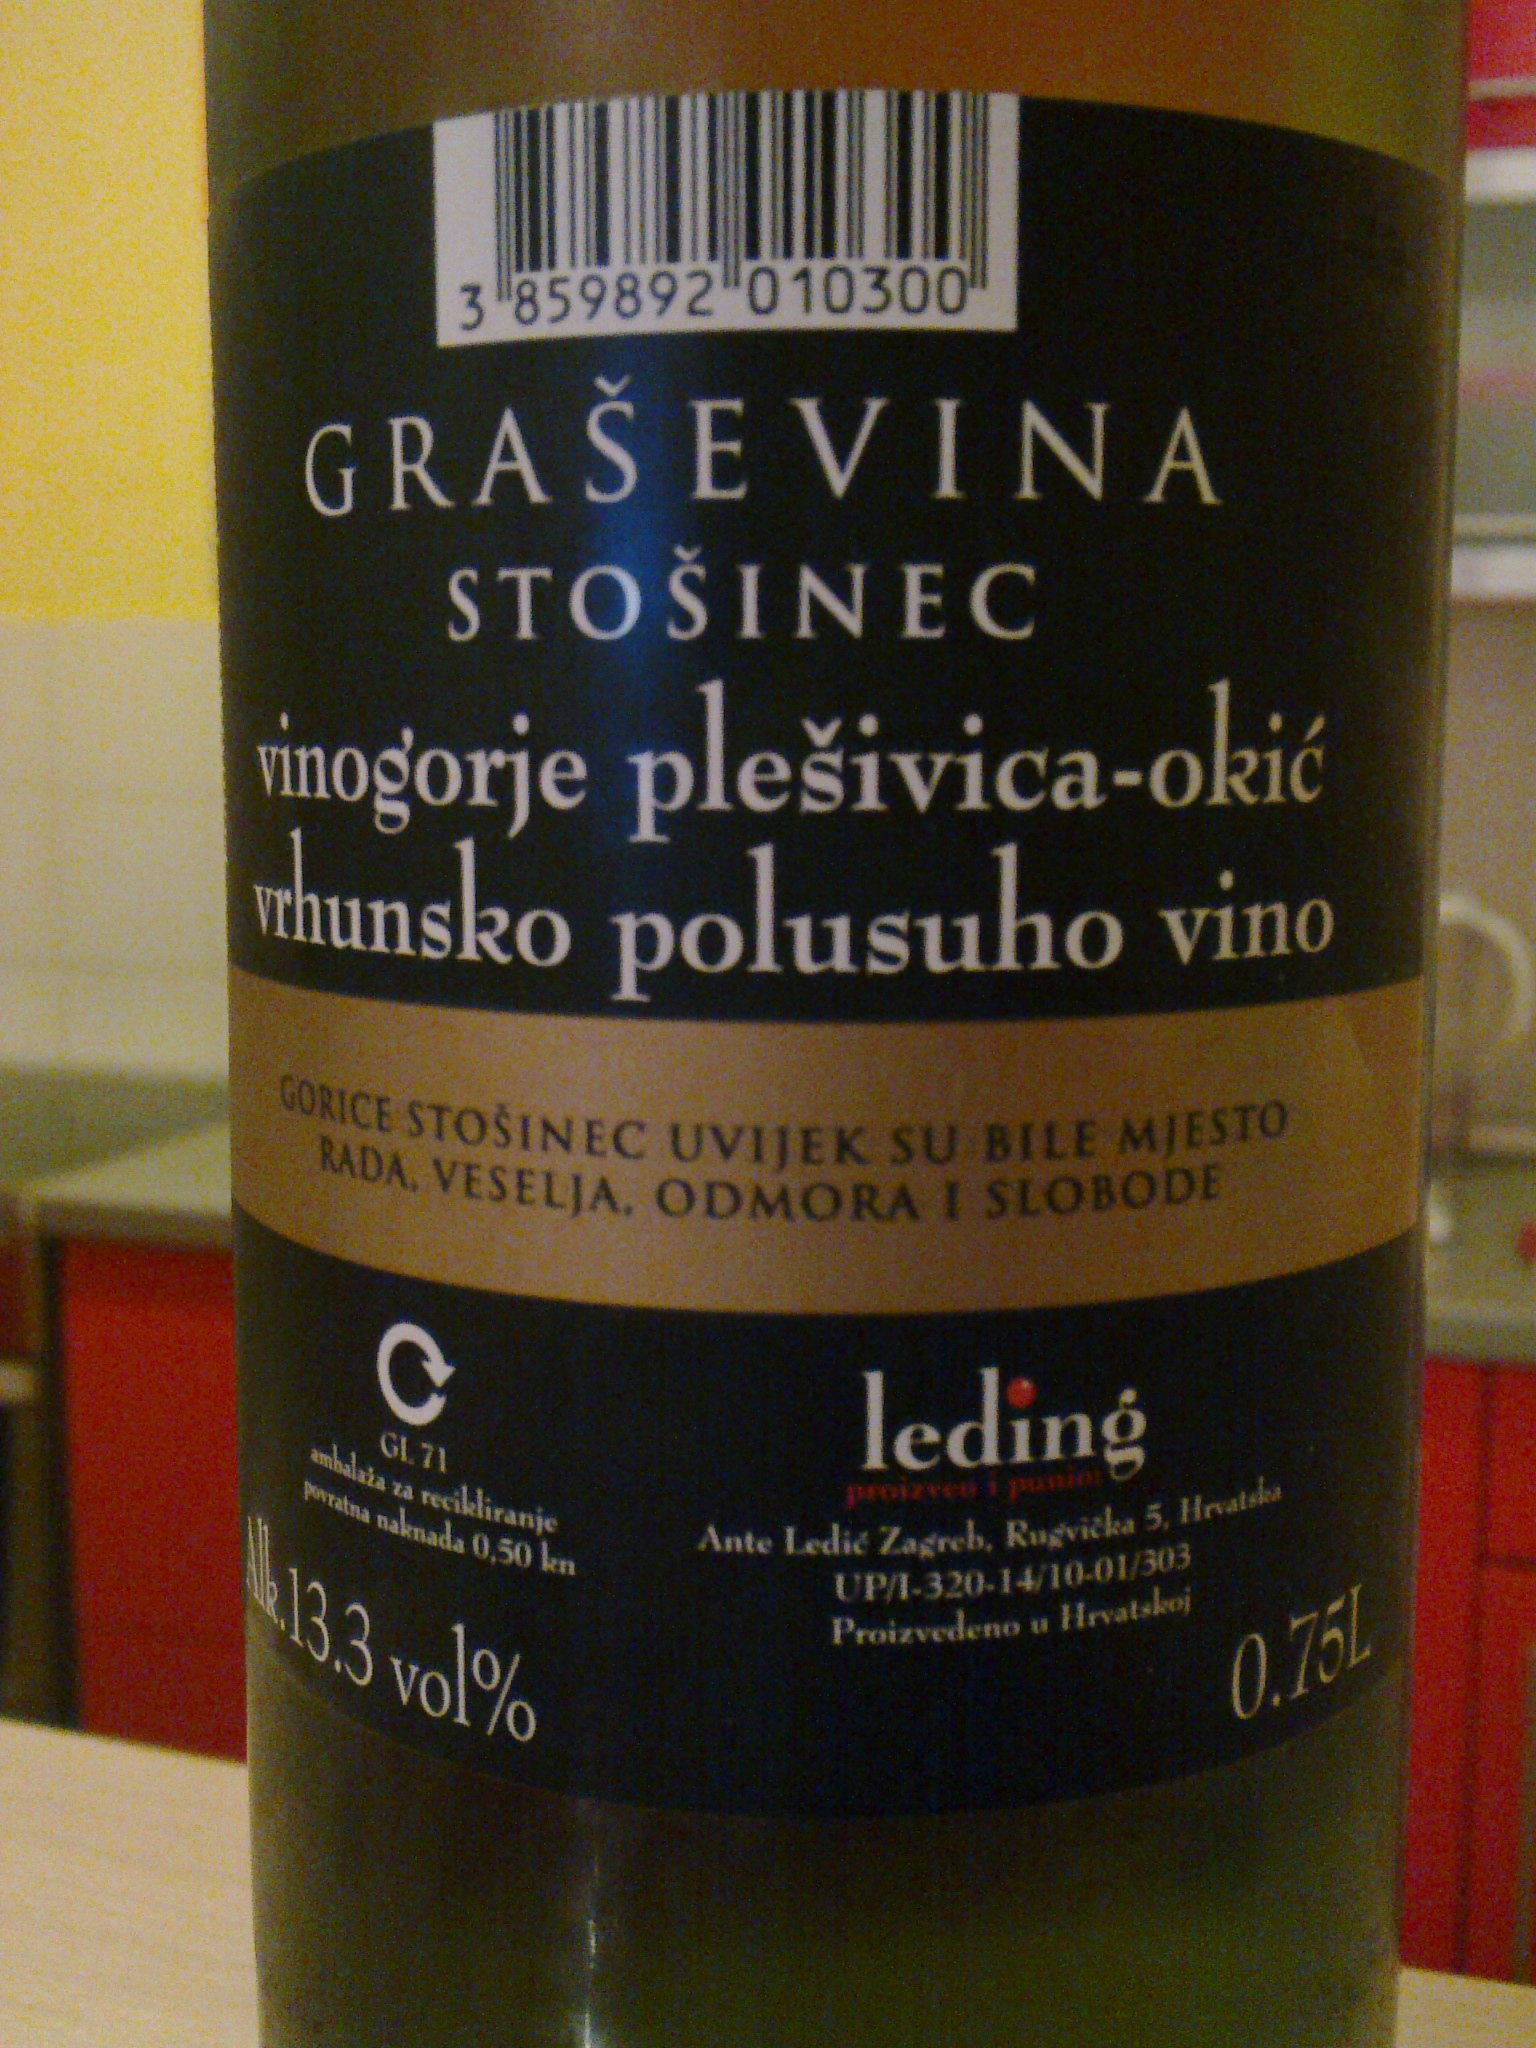 3 859892 010300
GRAŠEVINA
STOŠINEC
vinogorje plešivica-okić
vrhunsko polusuho vino
GORICE STOŠINEC UVIJEK SU BILE MJESTO
RADA, VESELJA, ODMORA I SLOBODE
GL 71
ambalaža za recikliranje
povratna naknada 0,50 kn
Alk.13.3 vol%
leding
proizveo i punio:
Ante Ledić Zagreb, Rugvička 5, Hrvatska
UP/I-320-14/10-01/303
Proizvedeno u Hrvatskoj
0.75L